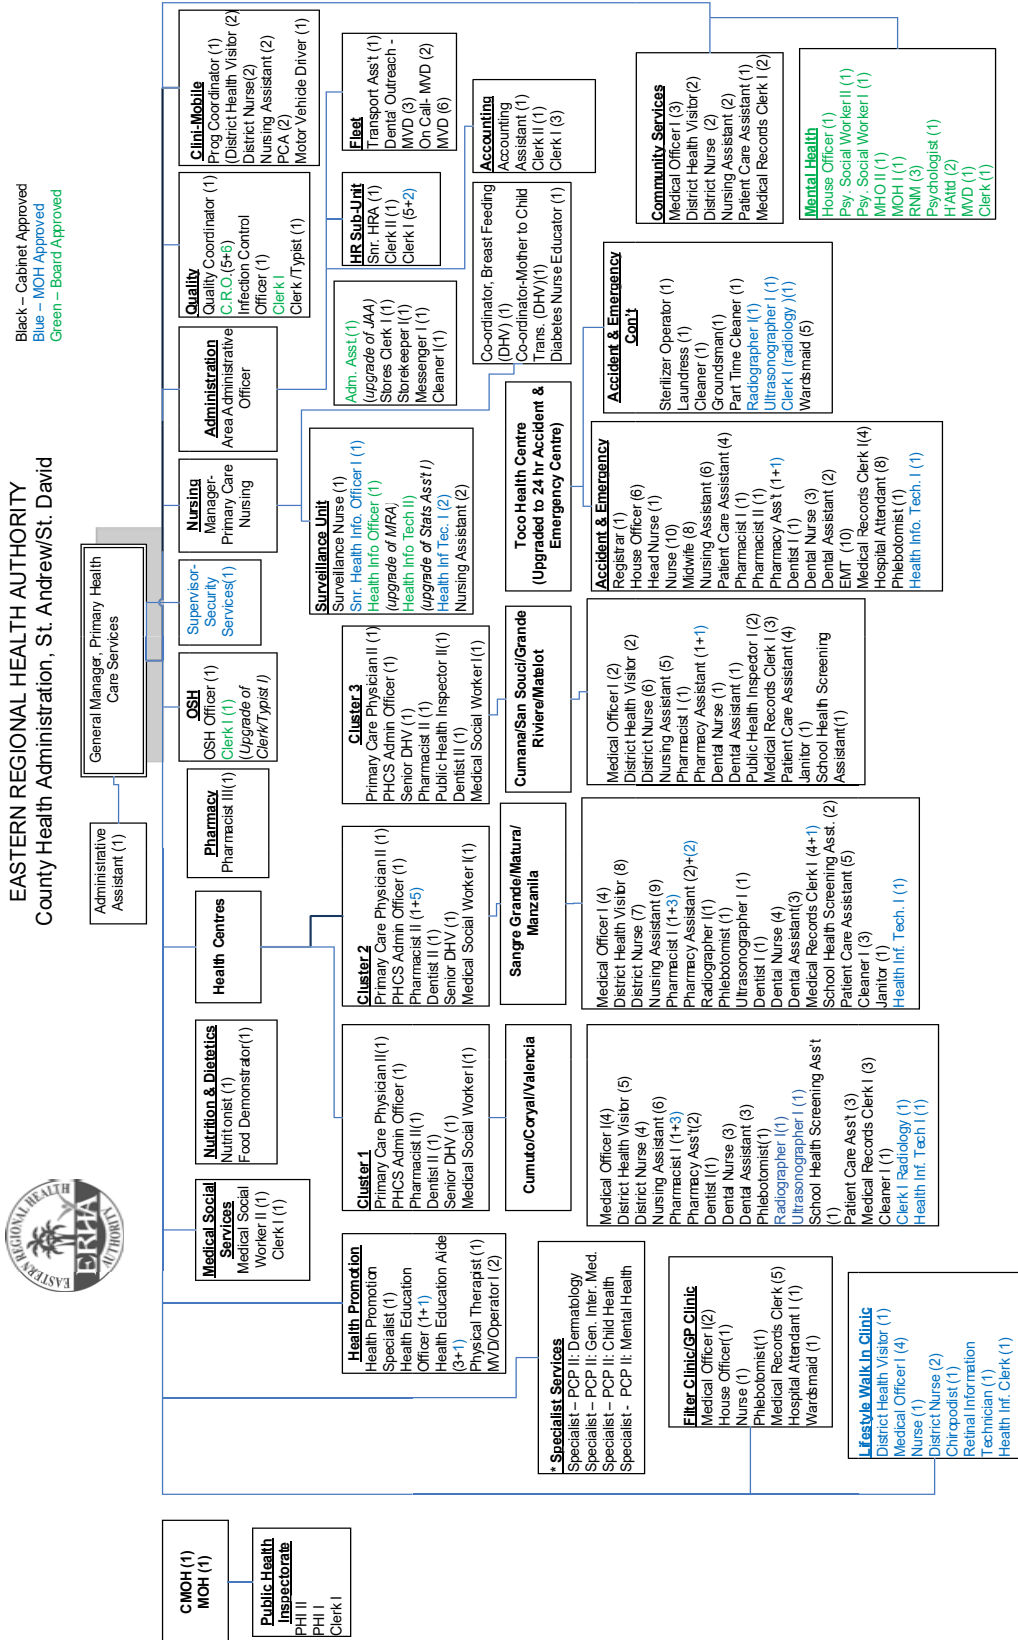 EASTERN REGIONAL HEALTH AUTHORITY
County Health Administration, St. Andrew/St. David
EASTERN REGIONAL HEALTH
AUTHORITY
ERHA
Black – Cabinet Approved
Blue – MOH Approved
Green – Board Approved
General Manager, Primary Health
Care Services
Administrative
Assistant (1)
CMOH (1)
MOH (1)
Public Health
Inspectorate
PHI II
PHI I
Clerk I
Medical Social
Services
Medical Social
Worker II (1)
Clerk I (1)
Nutrition & Dietetics
Nutritonist (1)
Food Demonstrator(1)
Health Centres
Pharmacy
Pharmacist III(1)
OSH
OSH Officer (1)
Clerk I (1)
(Upgrade of
Clerk/Typist I)
Supervisor-
Security
Services(1)
Nursing
Manager-
Primary Care
Nursing
Administration
Area Administrative
Officer
Quality
Quality Coordinator (1)
C.R.O.(5+6)
Infection Control
Officer (1)
Clerk I
Clerk /Typist (1)
Clini-Mobile
Prog Coordinator (1)
(District Health Visitor (2)
District Nurse(2)
Nursing Assistant (2)
PCA (2)
Motor Vehicle Driver (1)
Health Promotion
Health Promotion
Specialist (1)
Health Education
Officer (1+1)
Health Education Aide
(3+1)
Physical Therapist (1)
MVD/Operator I (2)
Cluster 1
Primary Care Physician II(1)
PHCS Admin Officer (1)
Pharmacist II(1)
Dentist II (1)
Senior DHV (1)
Medical Social Worker I(1)
Cluster 2
Primary Care Physician II (1)
PHCS Admin Officer (1)
Pharmacist II (1+5)
Dentist II (1)
Senior DHV (1)
Medical Social Worker I(1)
Cluster 3
Primary Care Physician II (1)
PHCS Admin Officer (1)
Senior DHV (1)
Pharmacist II (1)
Public Health Inspector II(1)
Dentist II (1)
Medical Social Worker I(1)
Surveillance Unit
Surveillance Nurse (1)
Snr. Health Info. Officer I (1)
Health Info Officer (1)
(upgrade of MRA)
Health Info Tech II)
(upgrade of Stats Ass't I)
Health Inf Tec. I (2)
Nursing Assistant (2)
Adm. Asst (1)
(upgrade of JAA)
Stores Clerk I (1)
Storekeeper I(1)
Messenger I (1)
Cleaner I (1)
HR Sub-Unit
Snr. HRA (1)
Clerk II (1)
Clerk I (5+2)
Fleet
Transport Ass't (1)
Dental Outreach -
MVD (3)
On Call- MVD (2)
MVD (6)
Accounting
Accounting
Assistant (1)
Clerk II (1)
Clerk I (3)
Co-ordinator, Breast Feeding
(DHV) (1)
Co-ordinator-Mother to Child
Trans. (DHV)(1)
Diabetes Nurse Educator (1)
Cumuto/Coryal/Valencia
Sangre Grande/Matura/
Manzanila
Cumana/San Souci/Grande
Riviere/Matelot
Toco Health Centre
(Upgraded to 24 hr Accident &
Emergency Centre)
* Specialist Services
Specialist – PCP II: Dermatology
Specialist – PCP II: Gen. Inter. Med.
Specialist – PCP II: Child Health
Specialist - PCP II: Mental Health
Medical Officer I(4)
District Health Visitor (5)
District Nurse (4)
Nursing Assistant (6)
Pharmacist I (1+3)
Pharmacy Ass't(2)
Dentist I(1)
Dental Nurse (3)
Dental Assistant (3)
Phlebotomist(1)
Radiographer I(1)
Ultrasonographer I (1)
School Health Screening Ass't
(1)
Patient Care Ass't (3)
Medical Records Clerk I (3)
Cleaner I (1)
Clerk I Radiology (1)
Health Inf. Tech I (1)
Medical Officer I (4)
District Health Visitor (8)
District Nurse (7)
Nursing Assistant (9)
Pharmacist I (1+3)
Pharmacy Assistant (2)+(2)
Radiographer II(1)
Phlebotomist (1)
Ultrasonographer I (1)
Dentist I (1)
Dental Nurse (4)
Dental Assistant(3)
Medical Records Clerk I (4+1)
School Health Screening Asst. (2)
Patient Care Assistant (5)
Cleaner I (3)
Janitor (1)
Health Inf. Tech. I (1)
Medical Officer I (2)
District Health Visitor (2)
District Nurse (6)
Nursing Assistant (5)
Pharmacist I (1)
Pharmacy Assistant (1+1)
Dental Nurse (1)
Dental Assistant (1)
Public Health Inspector I (2)
Medical Records Clerk I (3)
Patient Care Assistant (4)
Janitor (1)
School Health Screening
Assistant(1)
Accident & Emergency
Registrar (1)
House Officer (6)
Head Nurse (1)
Nurse (10)
Midwife (8)
Nursing Assistant (6)
Patient Care Assistant (4)
Pharmacist I (1)
Pharmacist II (1)
Pharmacy Ass't (1+1)
Dentist I (1)
Dental Nurse (3)
Dental Assistant (2)
EMT (10)
Medical Records Clerk I(4)
Hospital Attendant (8)
Phlebotomist (1)
Health Info. Tech. I (1)
Accident & Emergency
Con't
Sterilizer Operator (1)
Laundress (1)
Cleaner (1)
Groundsman(1)
Part Time Cleaner (1)
Radiographer I(1)
Ultrasonographer I (1)
Clerk I (radiology )(1)
Wardsmaid (5)
Community Services
Medical Officer I (3)
District Health Visitor(2)
District Nurse (2)
Nursing Assistant (2)
Patient Care Assistant (1)
Medical Records Clerk I (2)
Mental Health
House Officer (1)
Psy. Social Worker II (1)
Psy. Social Worker I (1)
MHO II (1)
MOH I (1)
RNM (3)
Psychologist (1)
H'Attd (2)
MVD (1)
Clerk (1)
Filter Clinic/GP Clinic
Medical Officer I(2)
House Officer(1)
Nurse (1)
Phlebotomist(1)
Medical Records Clerk (5)
Hospital Attendant I (1)
Wardsmaid (1)
Lifestyle Walk In Clinic
District Health Visitor (1)
Medical Officer I (4)
Nurse (1)
District Nurse (2)
Chiropodist (1)
Retinal Information
Technician (1)
Health Inf. Clerk (1)